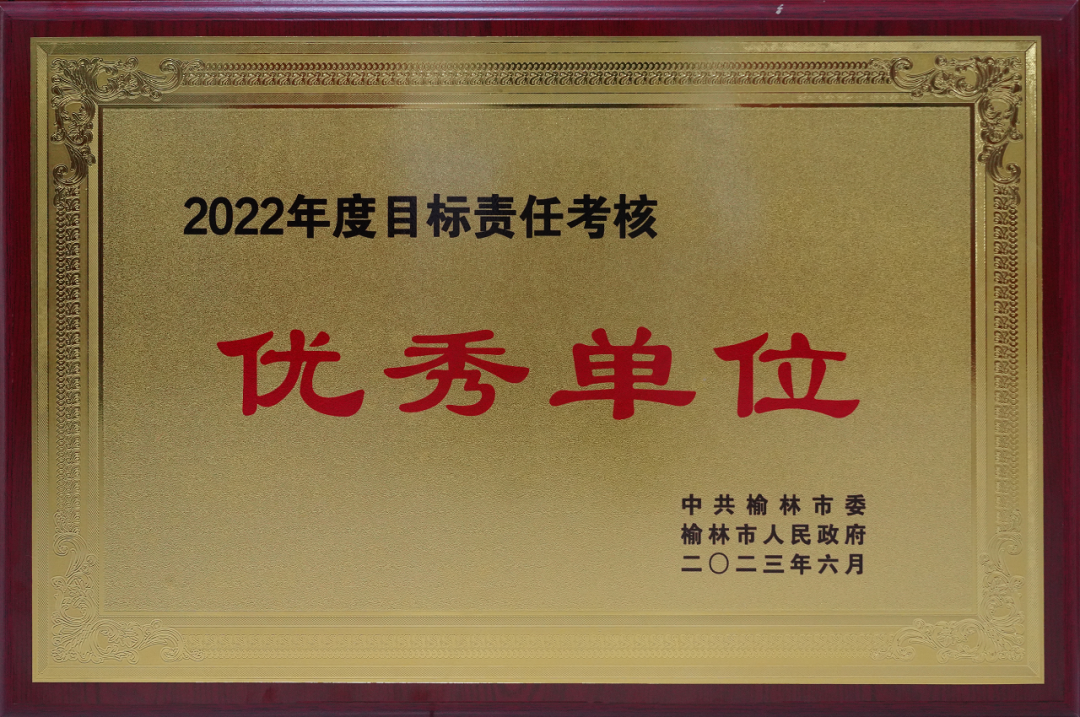 2022年度目标责任考核
优秀单位
中共榆林市委
榆林市人民政府
二〇二三年六月